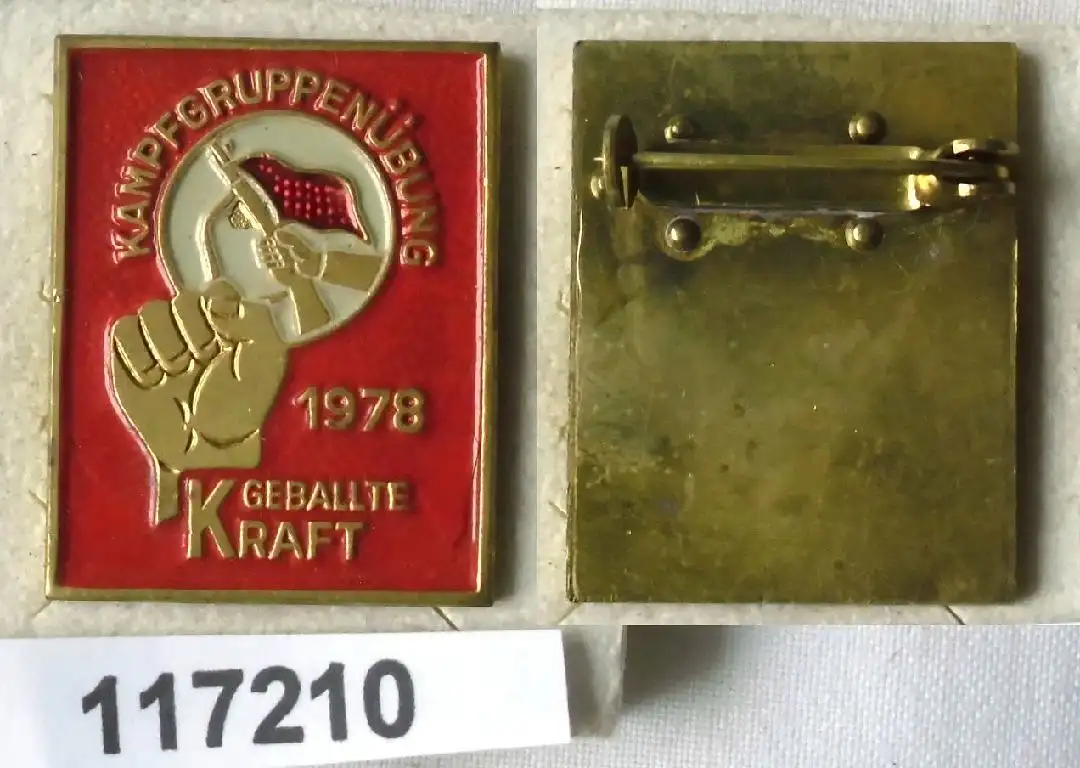 KAMPFGRUPPENÜBUNG
1978
GEBALLTE
KRAFT
117210